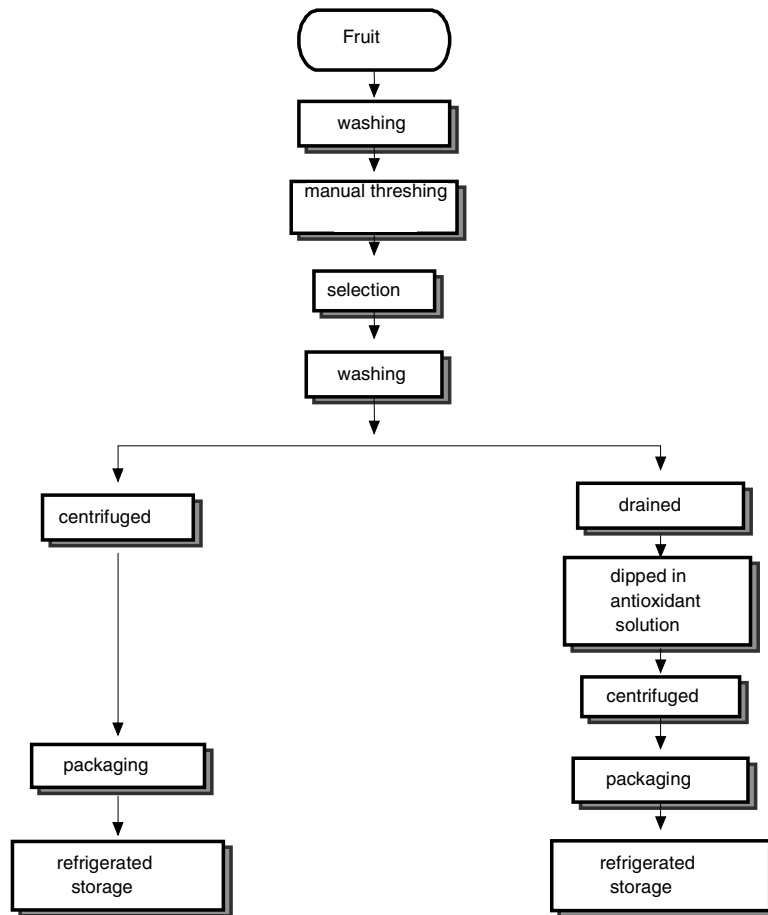 Fruit
washing
manual threshing
selection
washing
centrifuged
packaging
refrigerated
storage
drained
dipped in
antioxidant
solution
centrifuged
packaging
refrigerated
storage